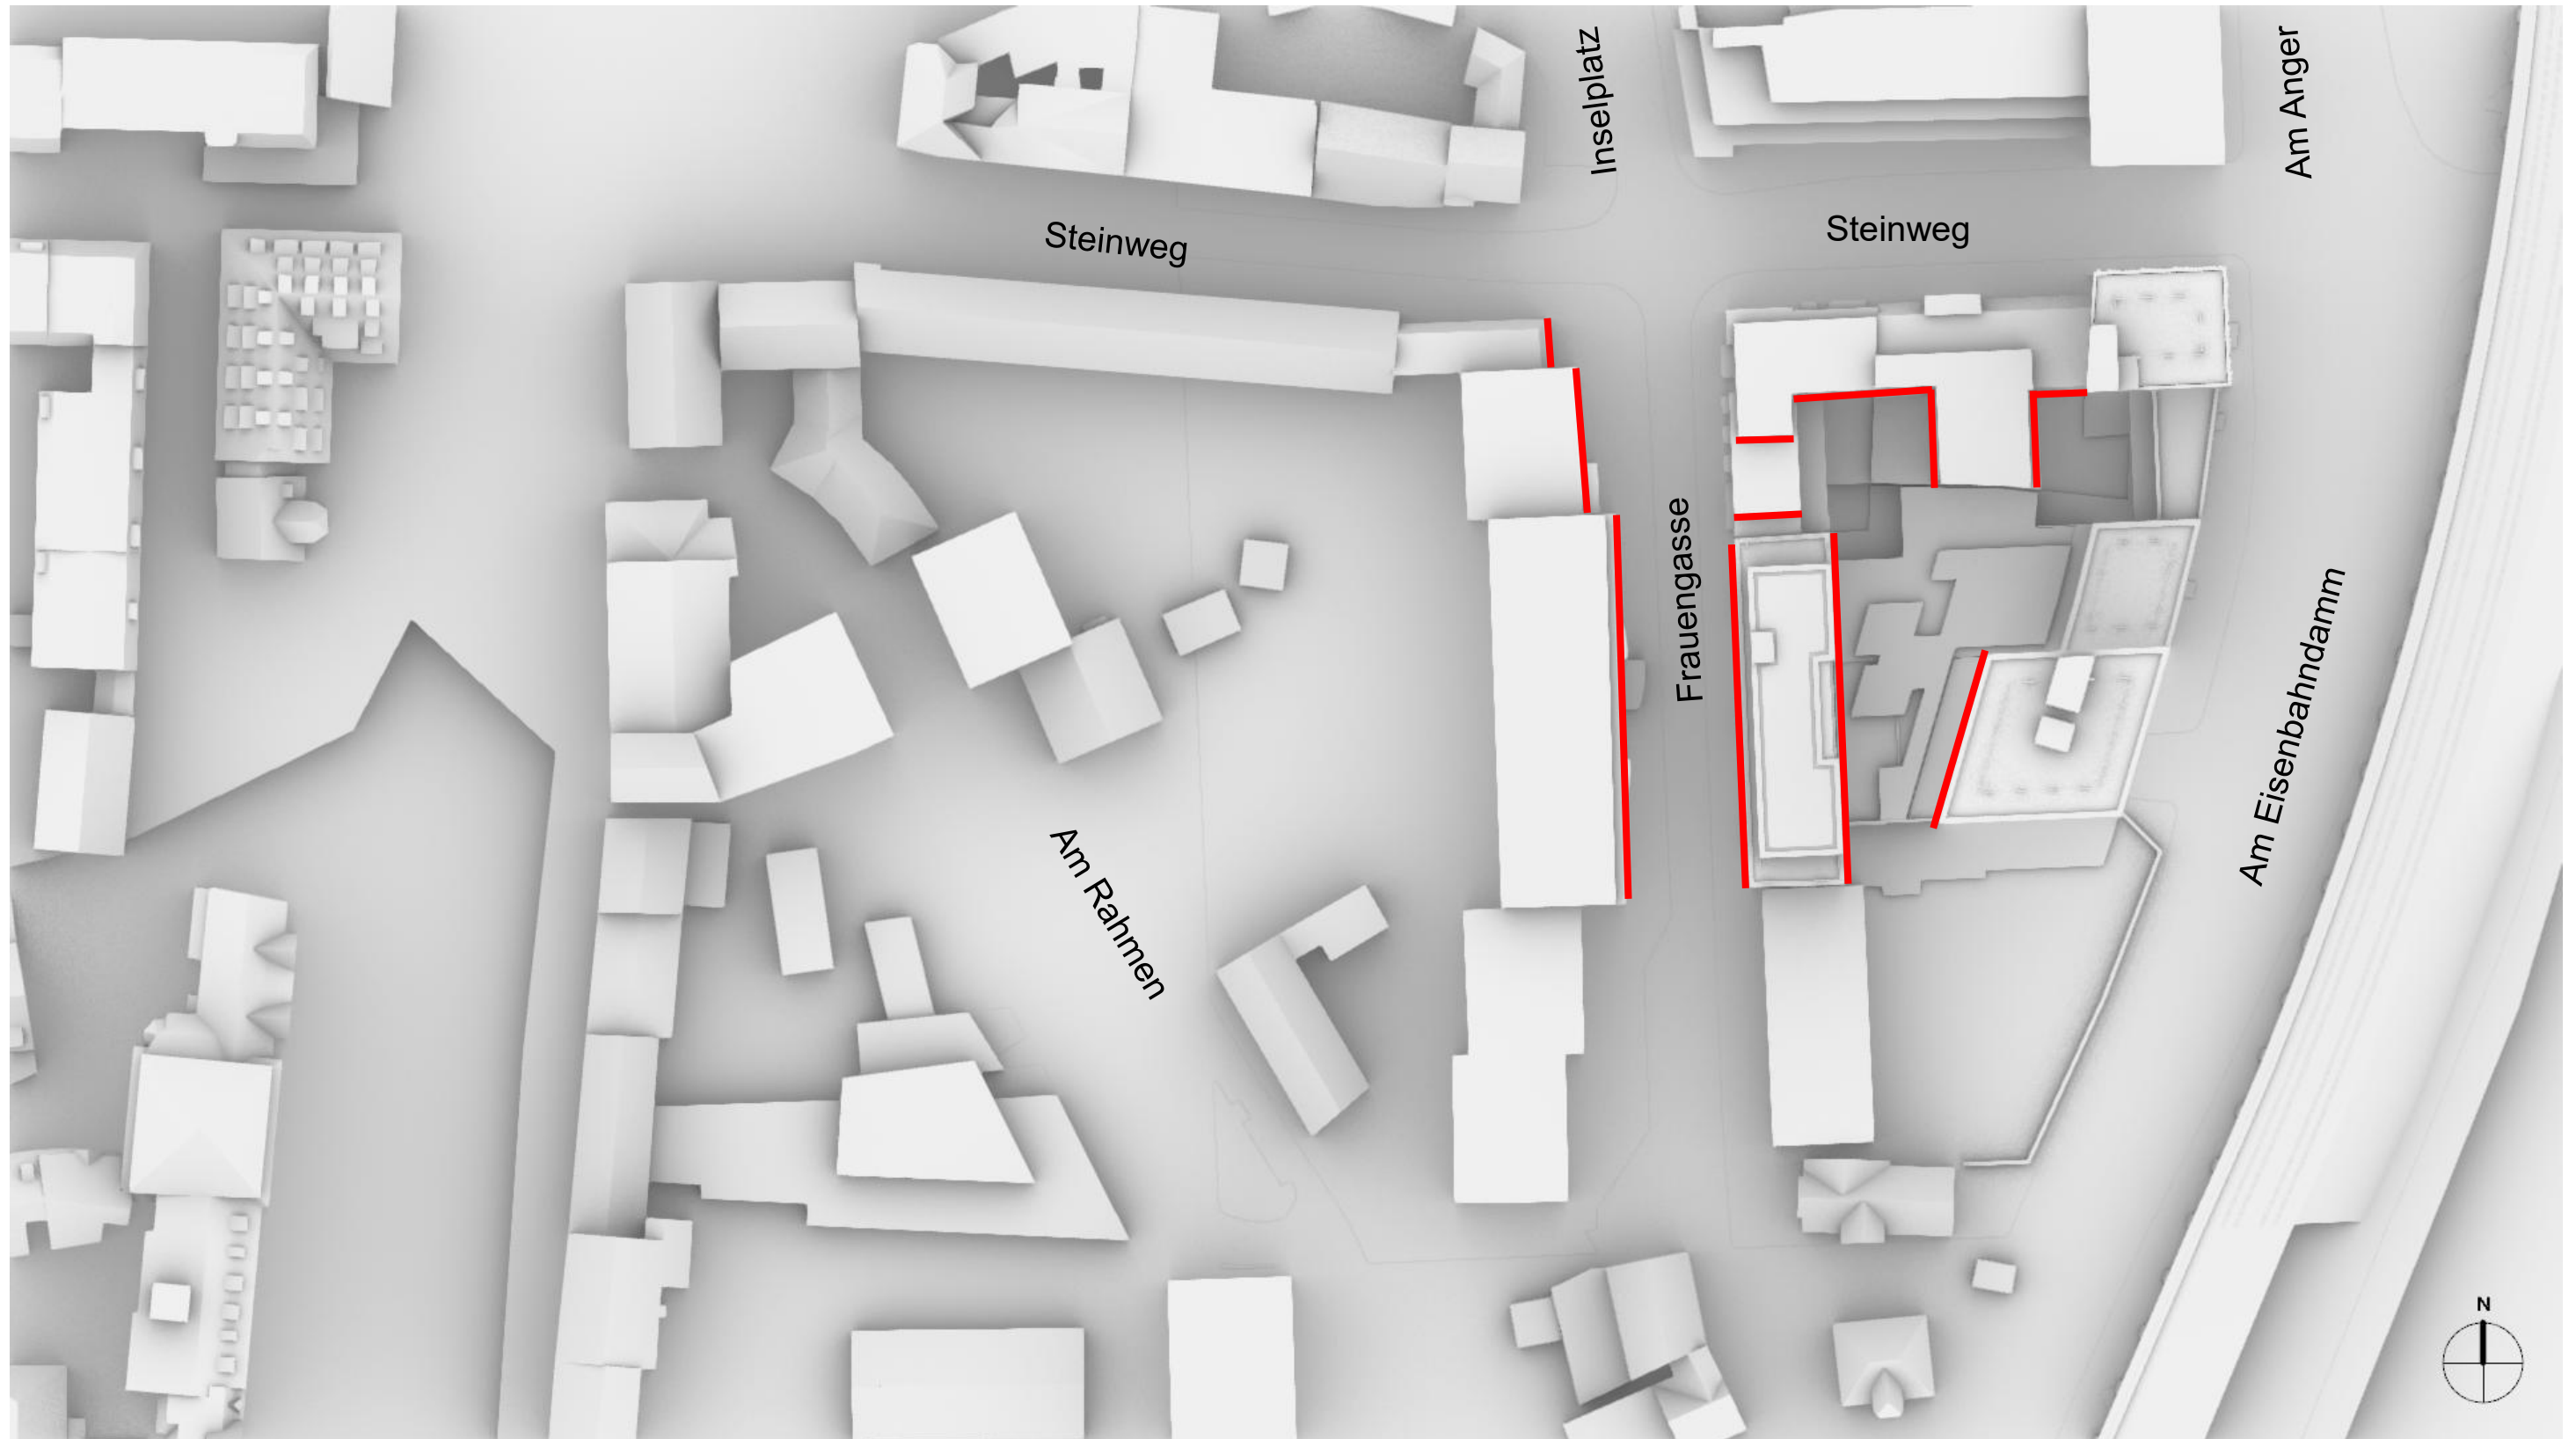 Inselplatz
Am Anger
Steinweg
Steinweg
Frauengasse
Am Eisenbahndamm
Am Rahmen
N